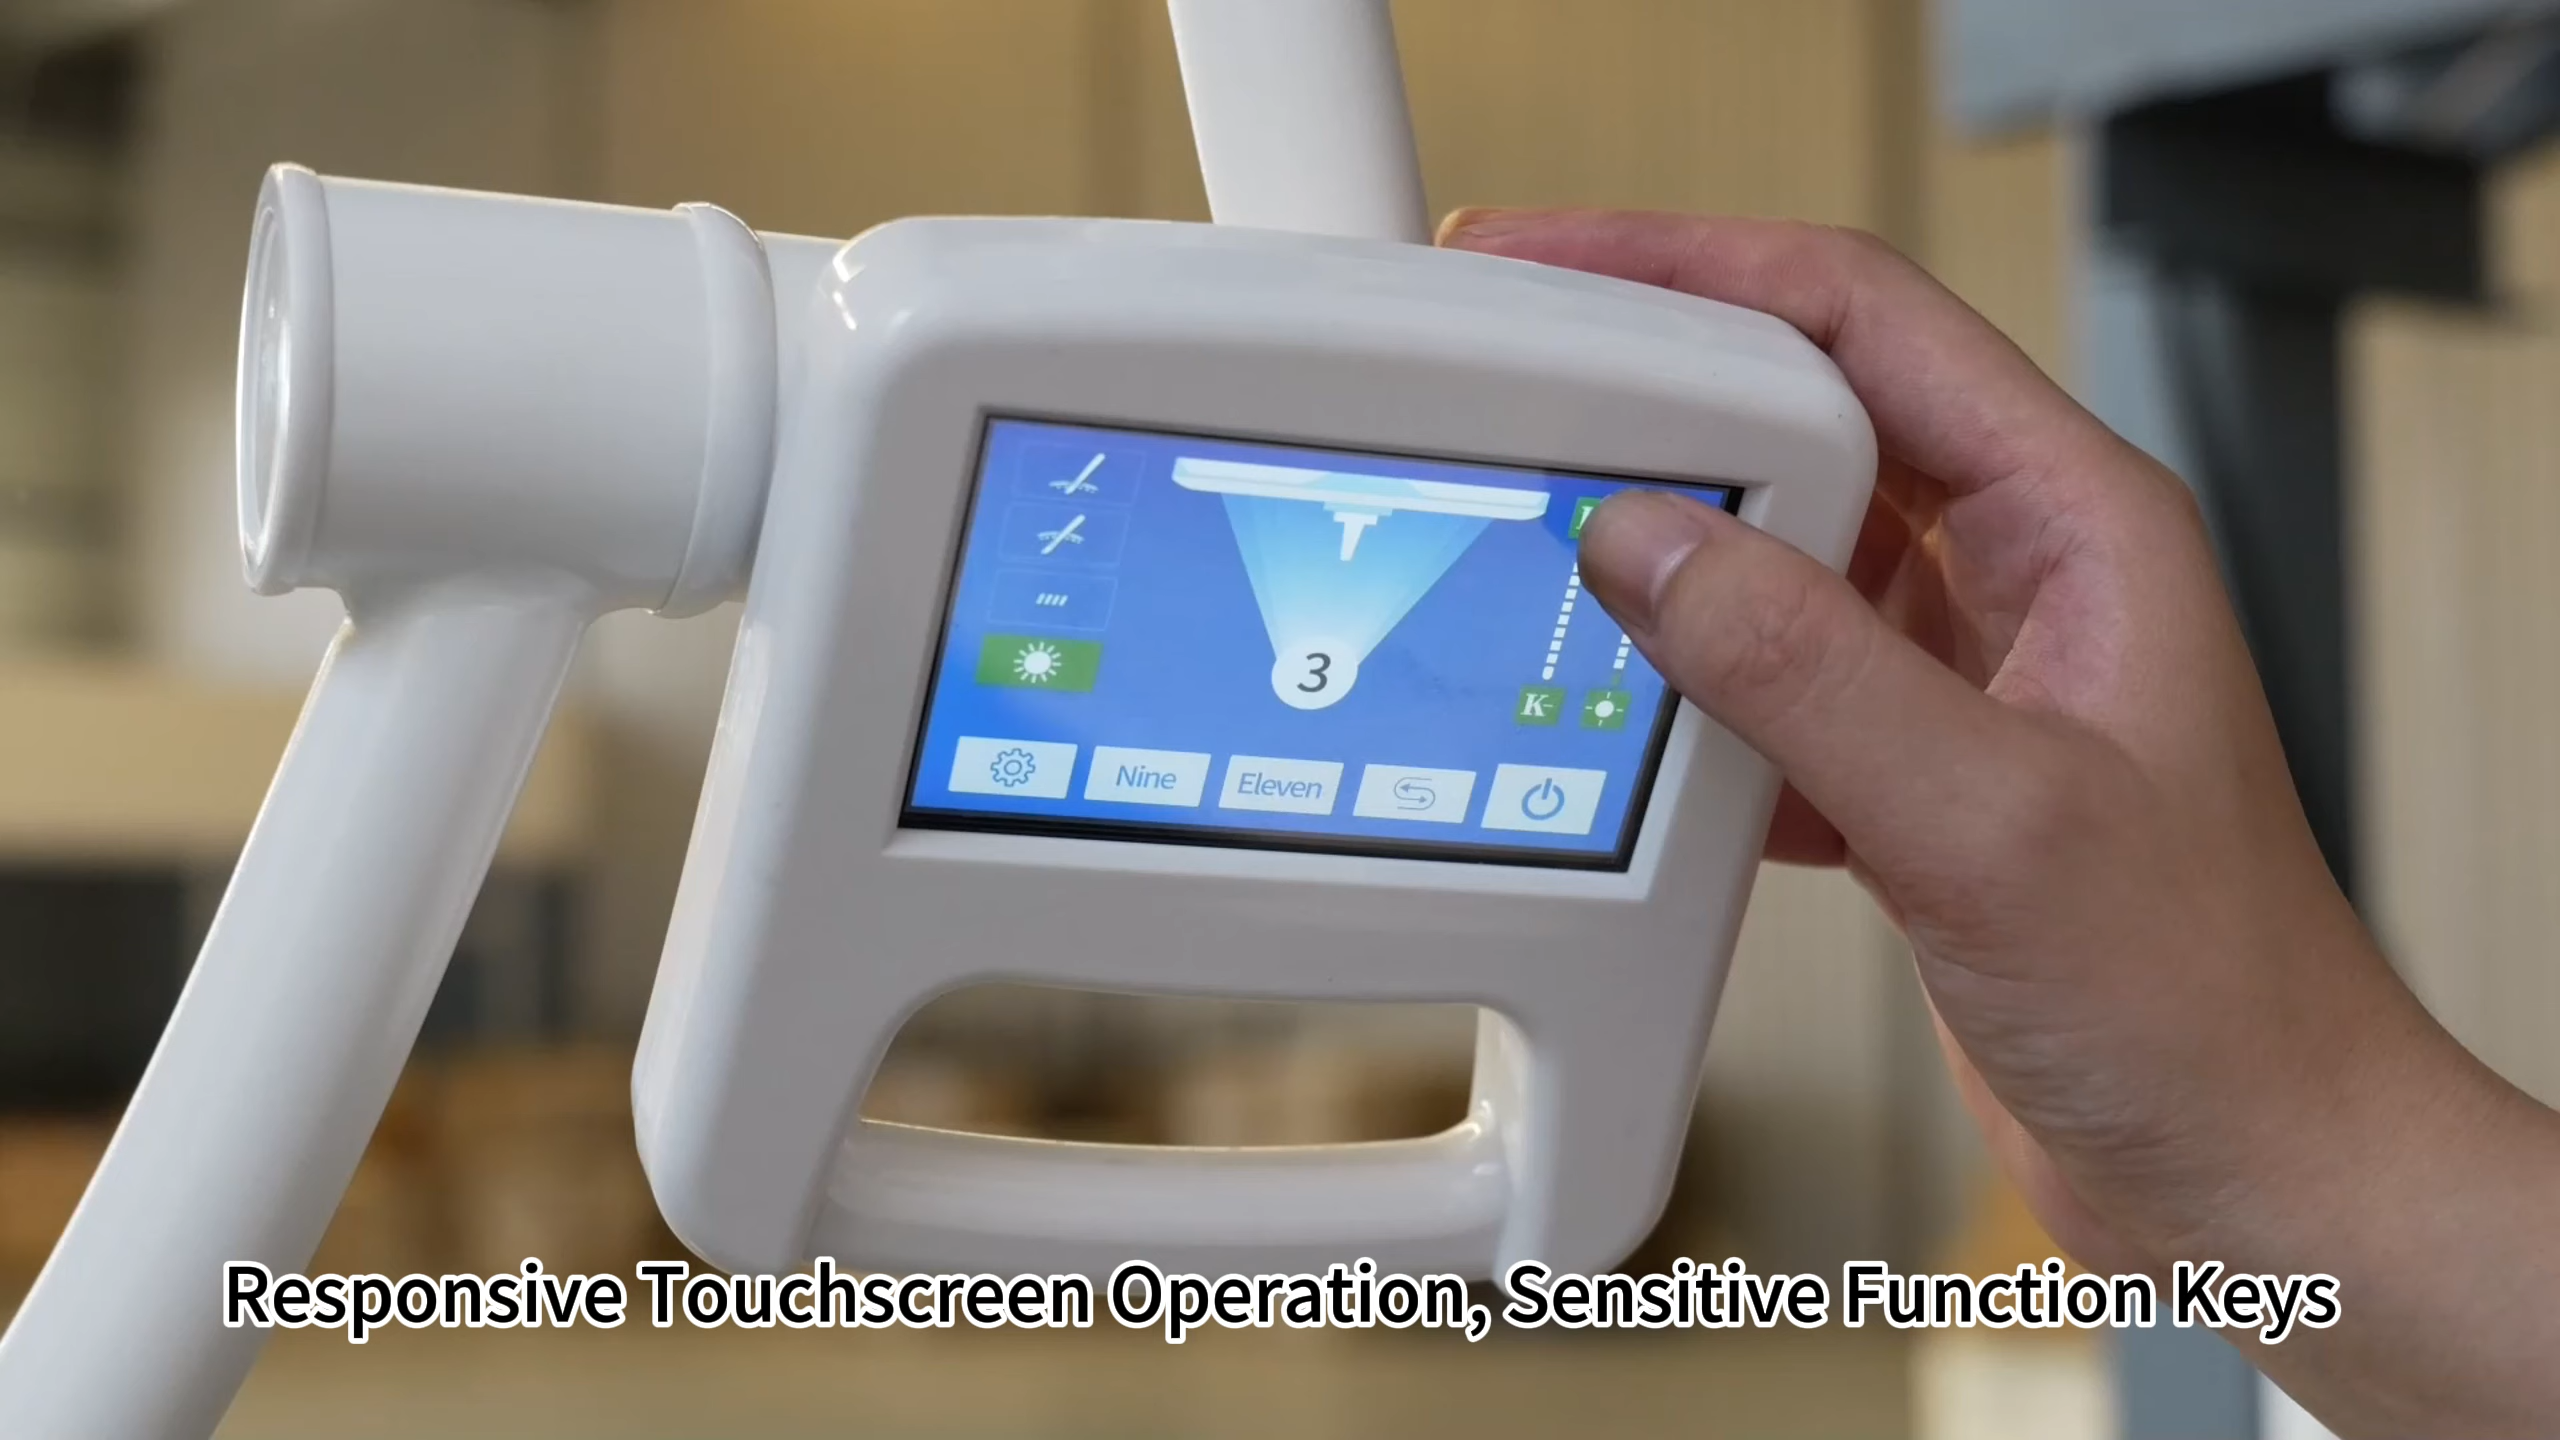 3
K-
Nine
Eleven
Responsive Touchscreen Operation, Sensitive Function Keys